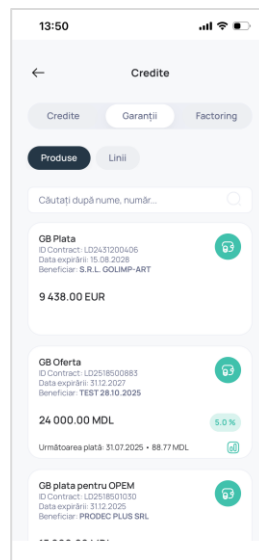 13:50
Credite
Credite Garanții Factoring
Produse Linii
Căutați după nume, număr...
GB Plata
ID Contract: LD2431200406
Data expirării: 15.08.2028
Beneficiar: S.R.L. GOLIMP-ART
9 438.00 EUR
GB Oferta
ID Contract: LD2518500883
Data expirării: 31.12.2027
Beneficiar: TEST 28.10.2025
24 000.00 MDL 5.0 %
Următoarea plată: 31.07.2025 • 88.77 MDL
GB plata pentru OPEM
ID Contract: LD2518501030
Data expirării: 31.12.2025
Beneficiar: PRODEC PLUS SRL